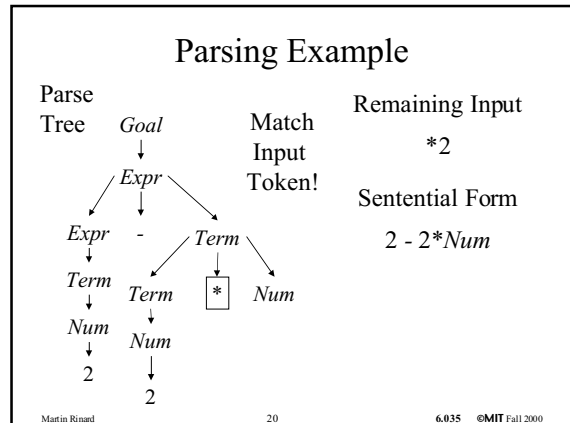 Parsing Example
Parse
Tree
Goal
Expr
Expr - Term
Term Term * Num
Num Num
2
2
Match
Input
Token!
Remaining Input
*2
Sentential Form
2 - 2*Num
Martin Rinard 20 6.035 ©MIT Fall 2000